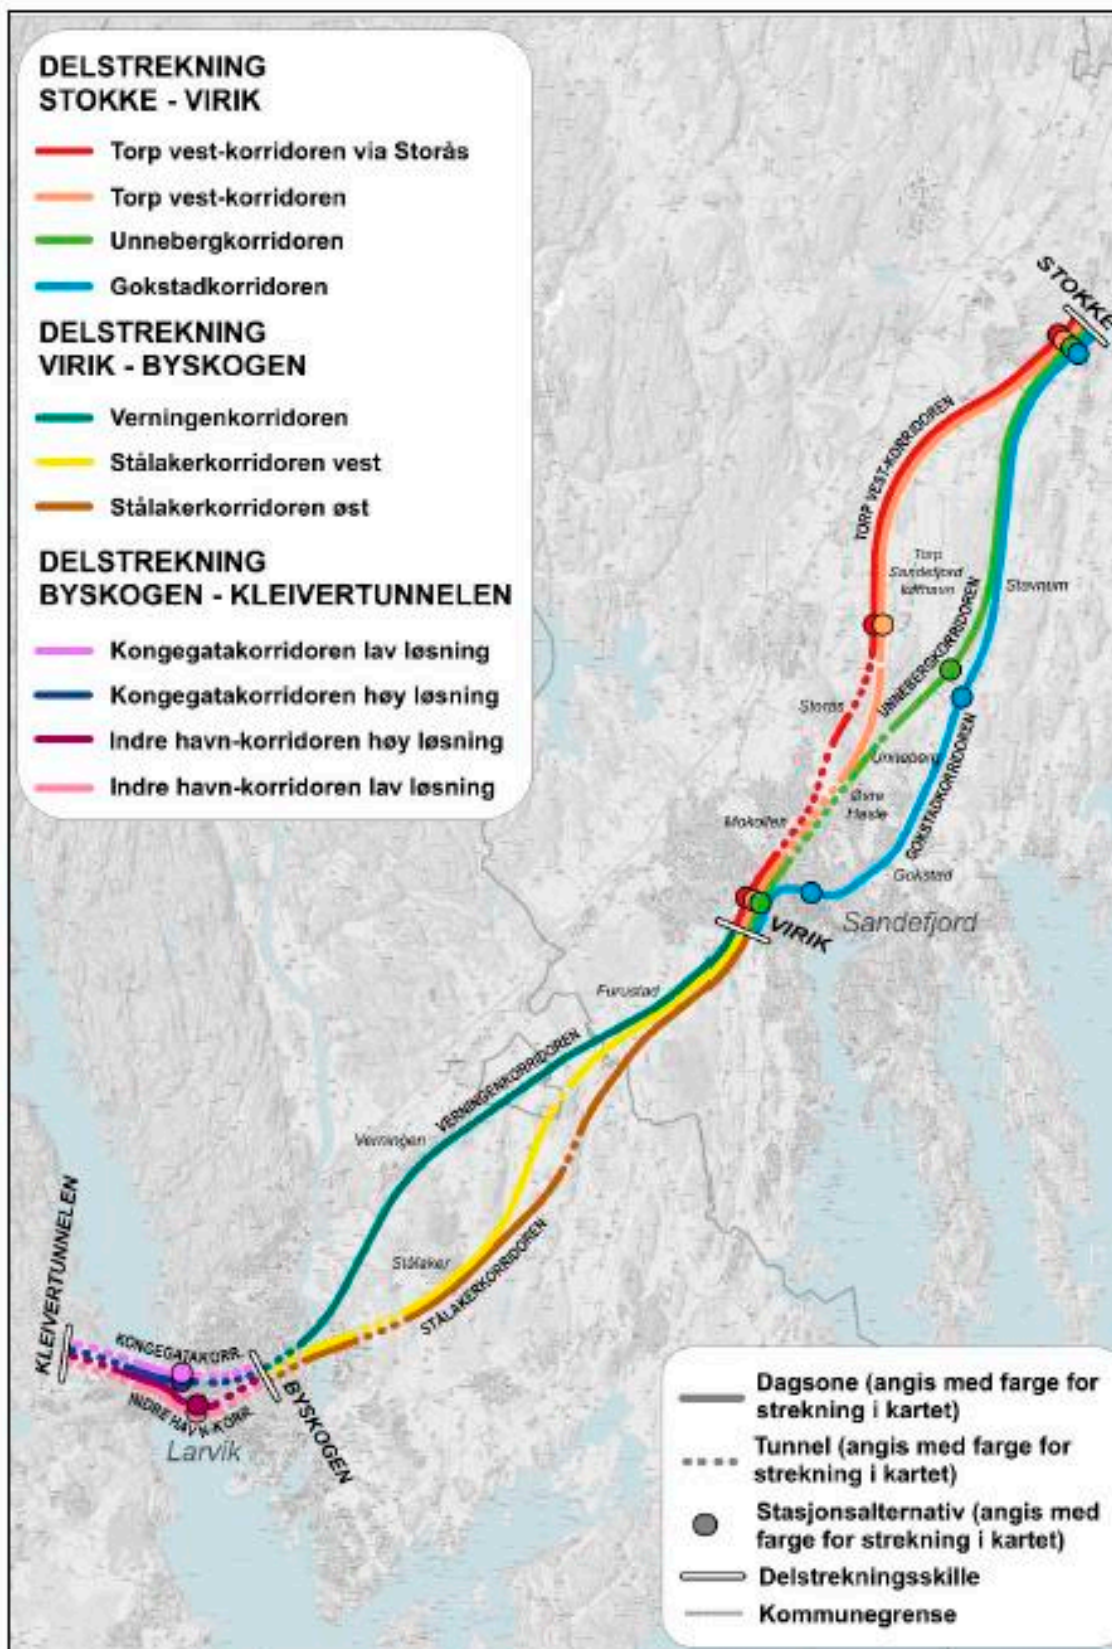 DELSTREKNING
STOKKE - VIRIK
Torp vest-korridoren via Storås
Torp vest-korridoren
Unnebergkorridoren
Gokstadkorridoren
DELSTREKNING
VIRIK - BYSKOGEN
Verningenkorridoren
Stålakerkorridoren vest
Stålakerkorridoren øst
DELSTREKNING
BYSKOGEN - KLEIVERTUNNELEN
Kongegatakorridoren lav løsning
Kongegatakorridoren høy løsning
Indre havn-korridoren høy løsning
Indre havn-korridoren lav løsning
STOKKE
TORP VEST-KORRIDOREN
Torp
Sandefjord
lufthavn
Stavnum
UNNEBERGKORRIDOREN
Storås
Unneberg
GOKSTADKORRIDOREN
Øvre
Hasle
Mokollen
Gokstad
Sandefjord
VIRIK
Furustad
VERNINGENKORRIDOREN
Verningen
Stålaker
STÅLAKERKORRIDOREN
KLEIVERTUNNELEN
KONGEGATAKORR.
INDRE HAVN-KORR.
BYSKOGEN
Larvik
Dagsone (angis med farge for
strekning i kartet)
Tunnel (angis med farge for
strekning i kartet)
Stasjonsalternativ (angis med
farge for strekning i kartet)
Delstrekningsskille
Kommunegrense